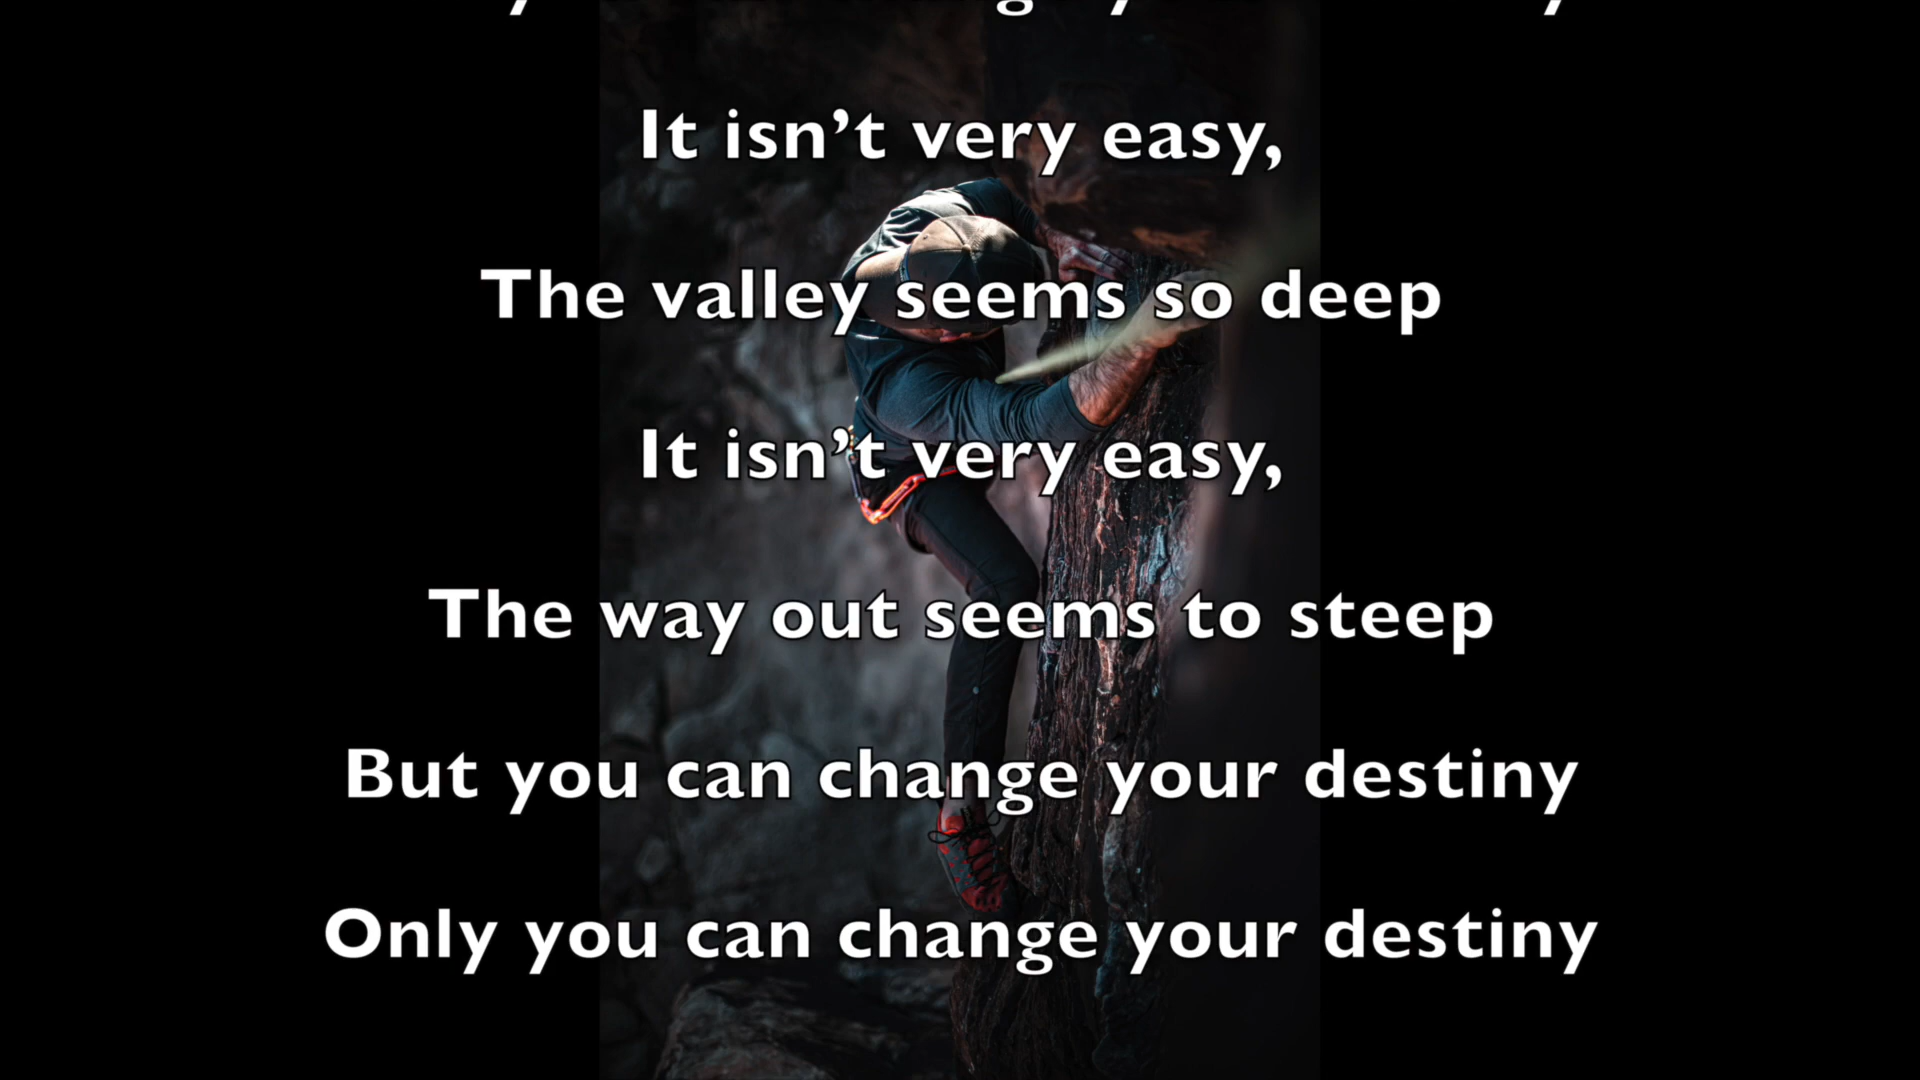 It isn’t very easy,
The valley seems so deep
It isn’t very easy,
The way out seems to steep
But you can change your destiny
Only you can change your destiny